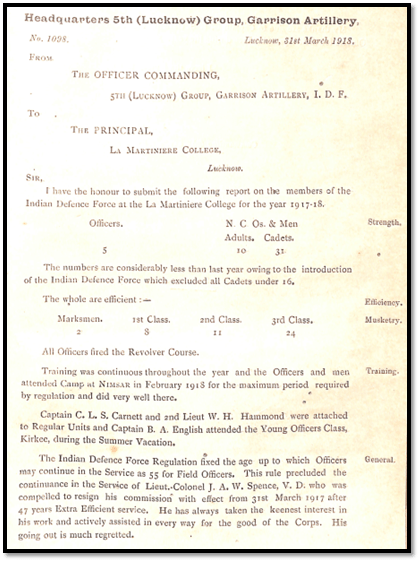 Headquarters 5th (Lucknow) Group, Garrison Artillery.
No. 1098. Lucknow, 31st March 1918.
FROM
THE OFFICER COMMANDING,
5TH (LUCKNOW) GROUP, GARRISON ARTILLERY, I. D. F.
TO
THE PRINCIPAL,
LA MARTINIERE COLLEGE,
Lucknow.
SIR,
I have the honour to submit the following report on the members of the
Indian Defence Force at the La Martiniere College for the year 1917-18.
Officers. N. C Os. & Men Strength.
Adults. Cadets.
5 10 31
The numbers are considerably less than last year owing to the introduction
of the Indian Defence Force which excluded all Cadets under 16.
The whole are efficient :— Efficiency.
Marksmen. 1st Class. 2nd Class. 3rd Class. Musketry.
2 8 11 24
All Officers fired the Revolver Course.
Training was continuous throughout the year and the Officers and men Training.
attended Camp at NIMSAR in February 1918 for the maximum period required
by regulation and did very well there.
Captain C. L. S. Carnett and 2nd Lieut W. H. Hammond were attached
to Regular Units and Captain B. A. English attended the Young Officers Class,
Kirkee, during the Summer Vacation.
The Indian Defence Force Regulation fixed the age up to which Officers General.
may continue in the Service as 55 for Field Officers. This rule precluded the
continuance in the Service of Lieut.-Colonel J. A. W. Spence, V. D. who was
compelled to resign his commission with effect from 31st March 1917 after
47 years Extra Efficient service. He has always taken the keenest interest in
his work and actively assisted in every way for the good of the Corps. His
going out is much regretted.